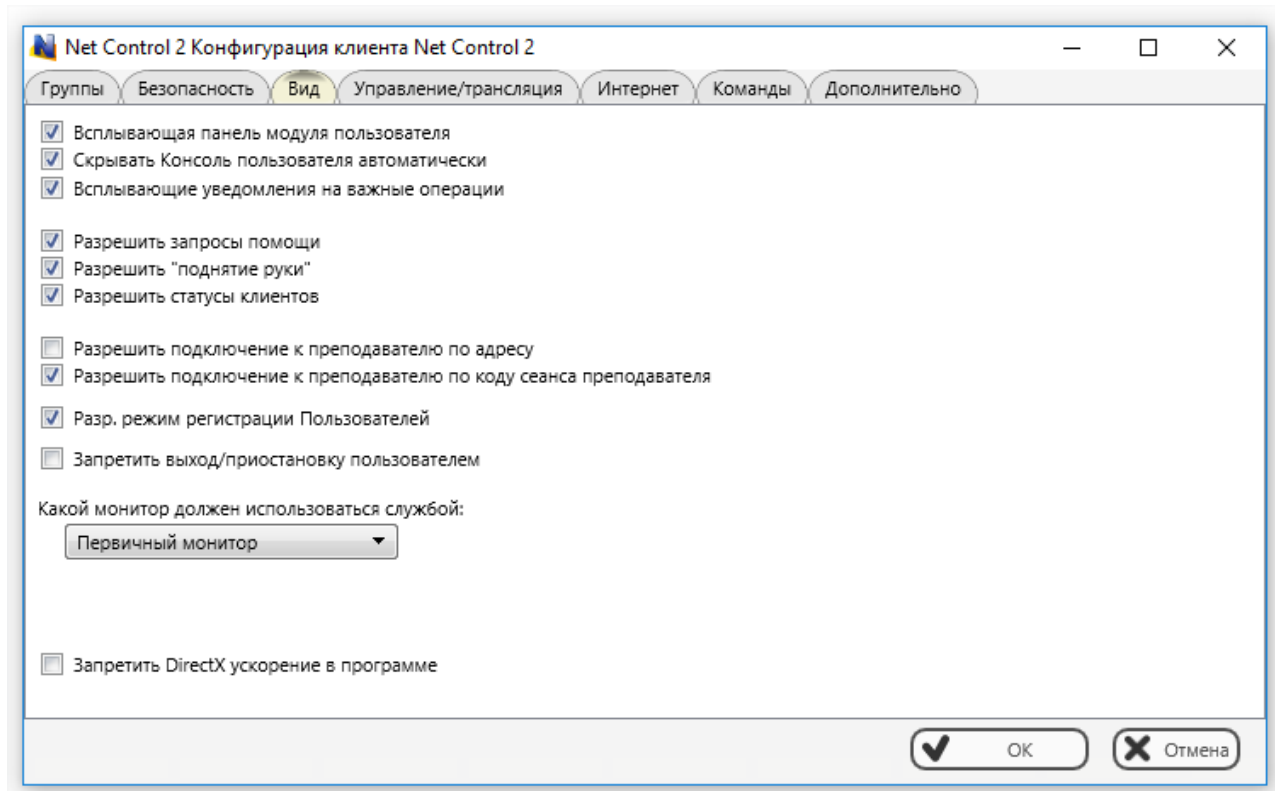 Net Control 2 Конфигурация клиента Net Control 2
Группы Безопасность Вид Управление/трансляция Интернет Команды Дополнительно
Всплывающая панель модуля пользователя
Скрывать Консоль пользователя автоматически
Всплывающие уведомления на важные операции
Разрешить запросы помощи
Разрешить "поднятие руки"
Разрешить статусы клиентов
Разрешить подключение к преподавателю по адресу
Разрешить подключение к преподавателю по коду сеанса преподавателя
Разр. режим регистрации Пользователей
Запретить выход/приостановку пользователем
Какой монитор должен использоваться службой:
Первичный монитор
Запретить DirectX ускорение в программе
ОК Отмена